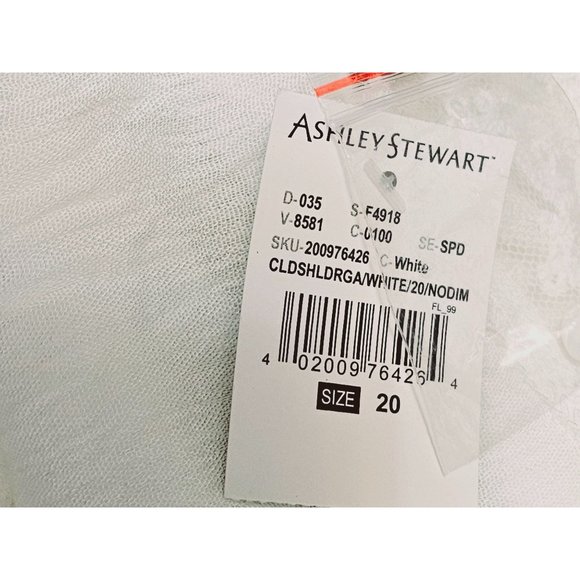 ASHLEY STEWART™
D-035 S-F4918
V-8581 C-0100 SE-SPD
SKU-200976426 C-White
CLDSHLDRGA/WHITE/20/NODIM
FL_99
4 02009 76426 4
SIZE 20